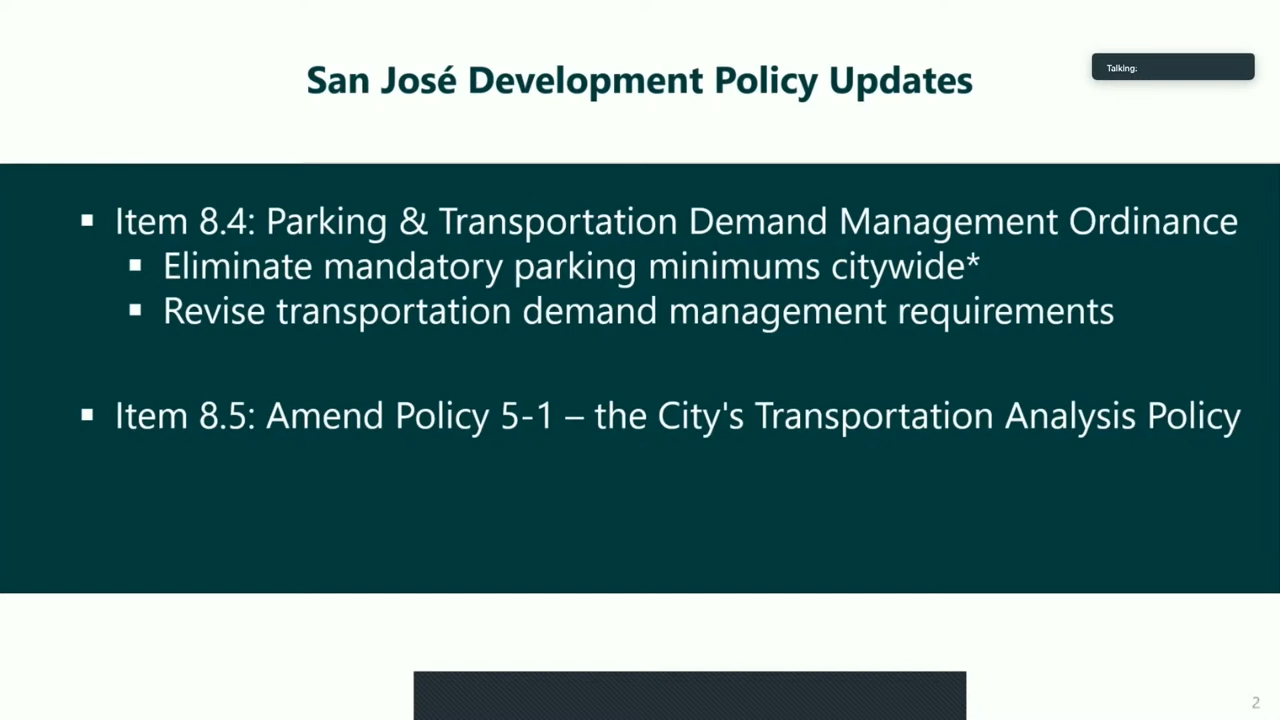 San José Development Policy Updates
Talking:
▪ Item 8.4: Parking & Transportation Demand Management Ordinance
▪ Eliminate mandatory parking minimums citywide*
▪ Revise transportation demand management requirements
▪ Item 8.5: Amend Policy 5-1 – the City's Transportation Analysis Policy
2